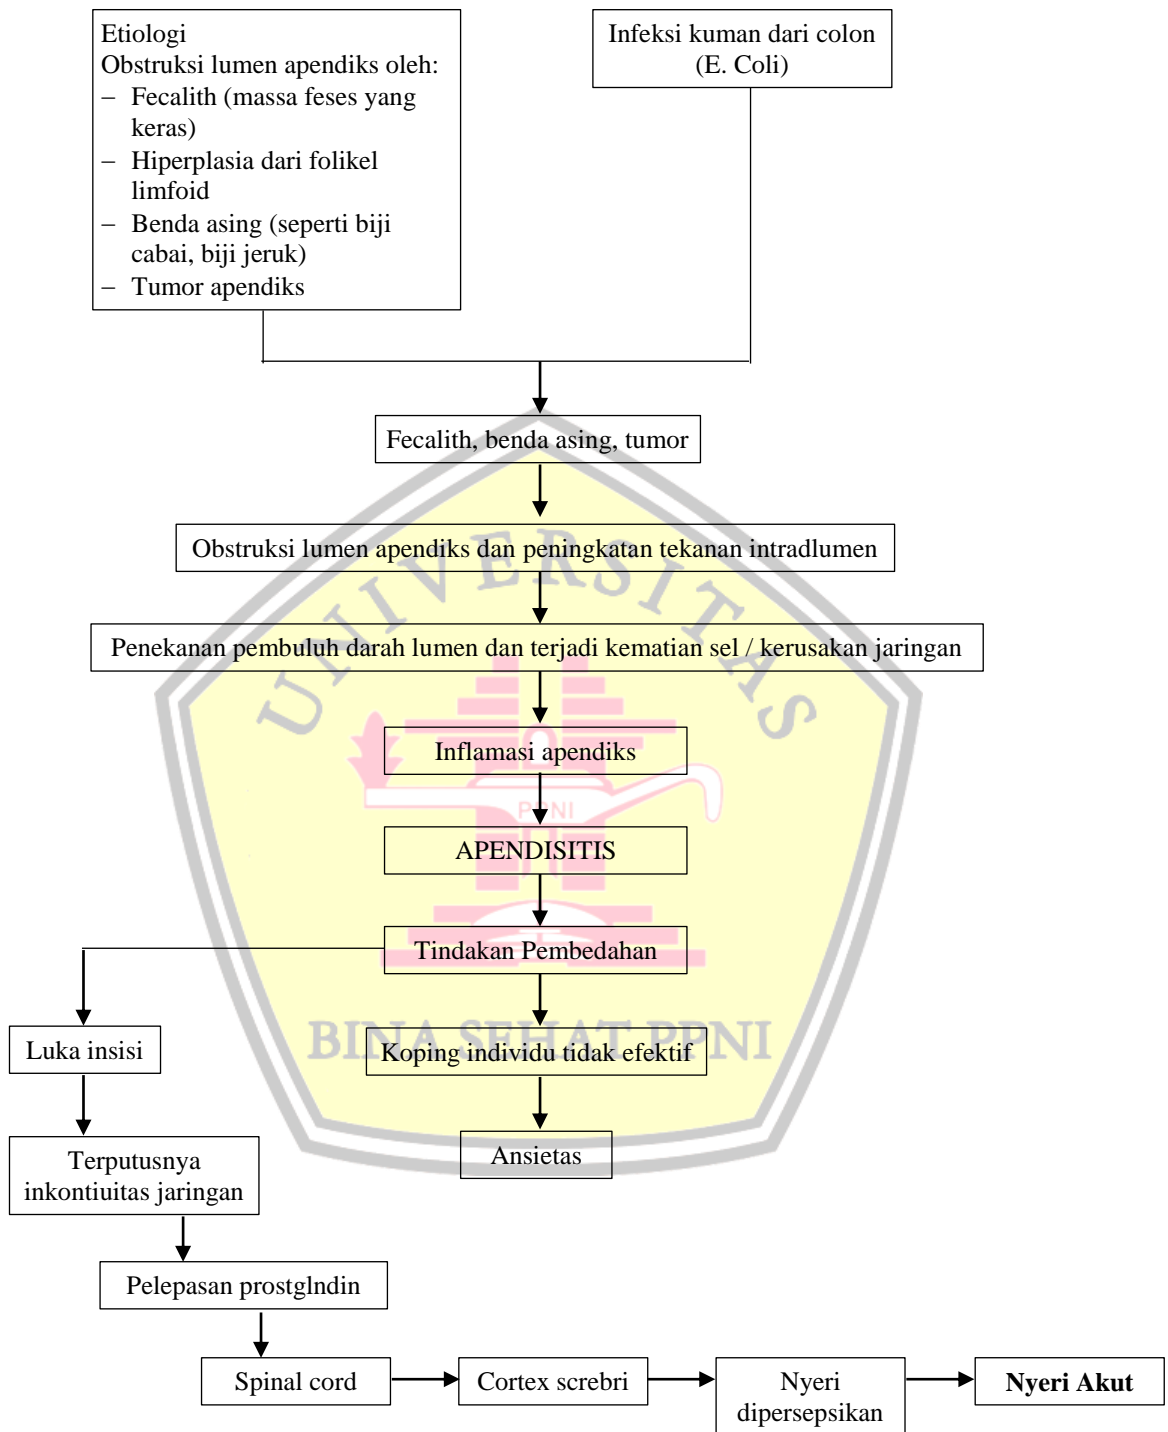 Etiologi
Obstruksi lumen apendiks oleh:
– Fecalith (massa feses yang
keras)
– Hiperplasia dari folikel
limfoid
– Benda asing (seperti biji
cabai, biji jeruk)
– Tumor apendiks
Infeksi kuman dari colon
(E. Coli)
Fecalith, benda asing, tumor
Obstruksi lumen apendiks dan peningkatan tekanan intradlumen
UNIVERSITAS
Penekanan pembuluh darah lumen dan terjadi kematian sel / kerusakan jaringan
Inflamasi apendiks
PPNI
APENDISITIS
Tindakan Pembedahan
BINA SEHAT PPNI
Luka insisi
Koping individu tidak efektif
Terputusnya
inkontiuitas jaringan
Ansietas
Pelepasan prostglndin
Spinal cord
Cortex screbri
Nyeri
dipersepsikan
Nyeri Akut